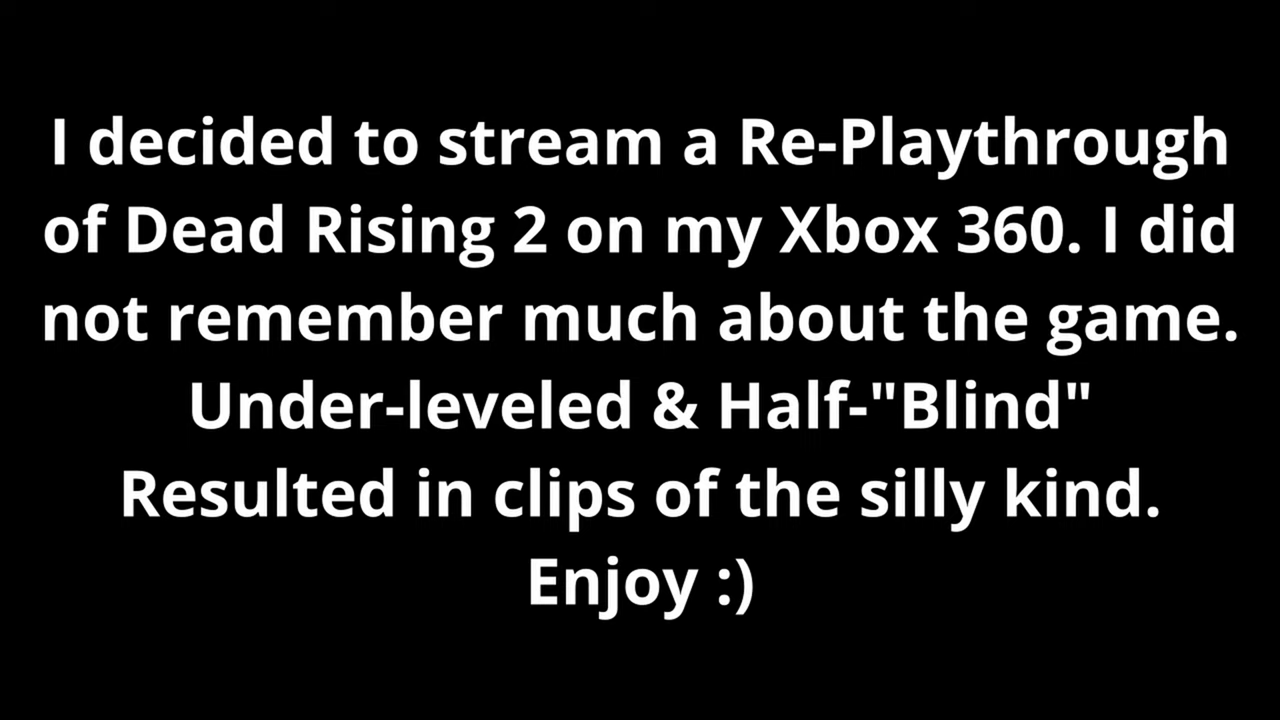 I decided to stream a Re-Playthrough
of Dead Rising 2 on my Xbox 360. I did
not remember much about the game.
Under-leveled & Half-"Blind"
Resulted in clips of the silly kind.
Enjoy :)